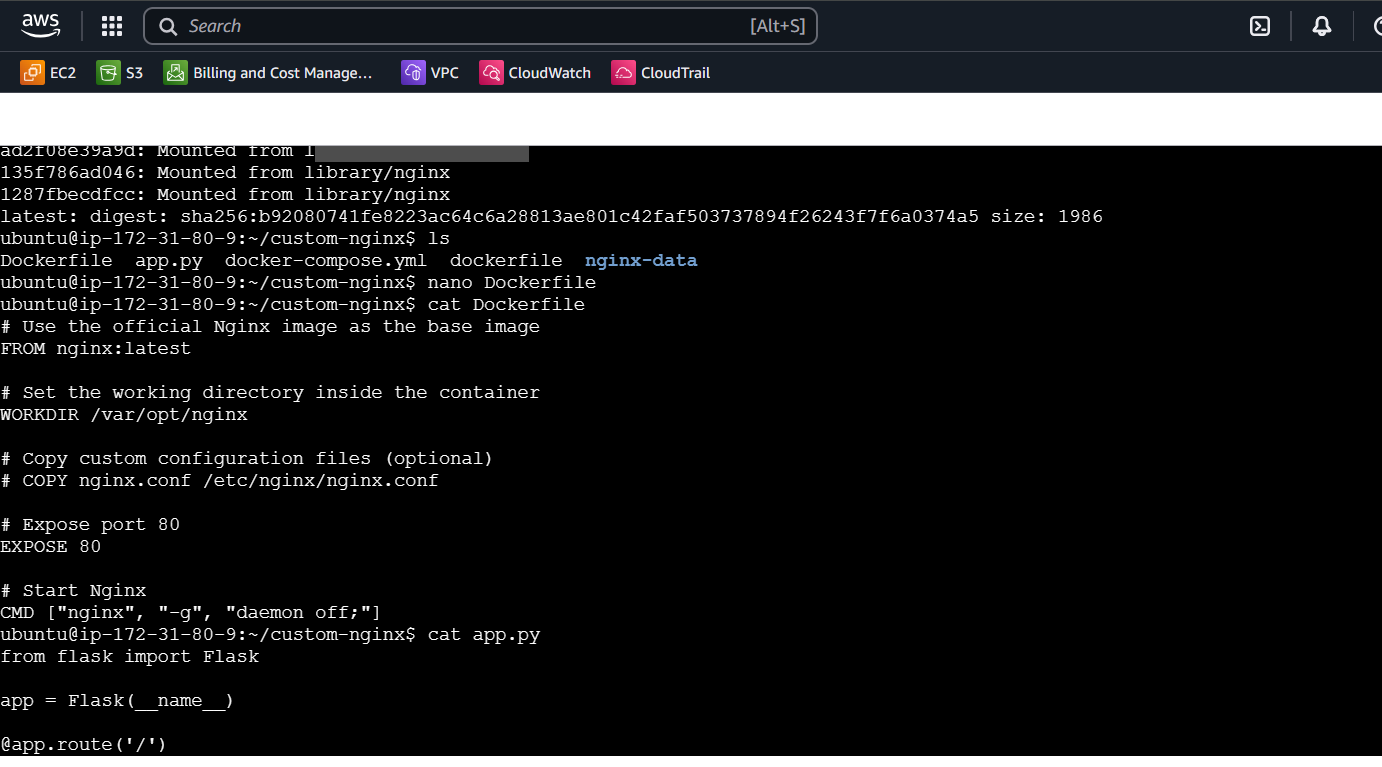 aws
Search [Alt+S]
EC2 S3 Billing and Cost Manage... VPC CloudWatch CloudTrail
ad2f08e39a9d: Mounted from l
135f786ad046: Mounted from library/nginx
1287fbecdfcc: Mounted from library/nginx
latest: digest: sha256:b92080741fe8223ac64c6a28813ae801c42faf503737894f26243f7f6a0374a5 size: 1986
ubuntu@ip-172-31-80-9:~/custom-nginx$ ls
Dockerfile  app.py  docker-compose.yml  dockerfile  nginx-data
ubuntu@ip-172-31-80-9:~/custom-nginx$ nano Dockerfile
ubuntu@ip-172-31-80-9:~/custom-nginx$ cat Dockerfile
# Use the official Nginx image as the base image
FROM nginx:latest
# Set the working directory inside the container
WORKDIR /var/opt/nginx
# Copy custom configuration files (optional)
# COPY nginx.conf /etc/nginx/nginx.conf
# Expose port 80
EXPOSE 80
# Start Nginx
CMD ["nginx", "-g", "daemon off;"]
ubuntu@ip-172-31-80-9:~/custom-nginx$ cat app.py
from flask import Flask
app = Flask(__name__)
@app.route('/')